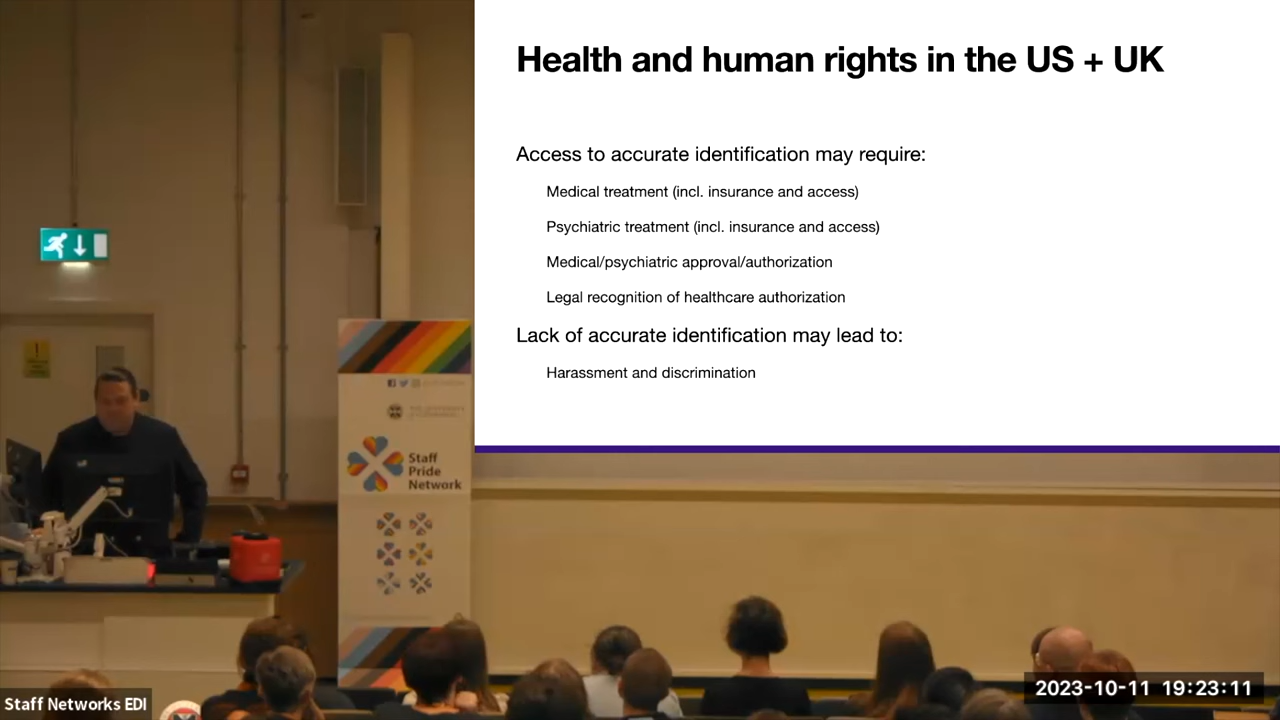 Health and human rights in the US + UK
Access to accurate identification may require:
Medical treatment (incl. insurance and access)
Psychiatric treatment (incl. insurance and access)
Medical/psychiatric approval/authorization
Legal recognition of healthcare authorization
Lack of accurate identification may lead to:
Harassment and discrimination
Staff
Pride
Network
Staff Networks EDI
2023-10-11 19:23:11